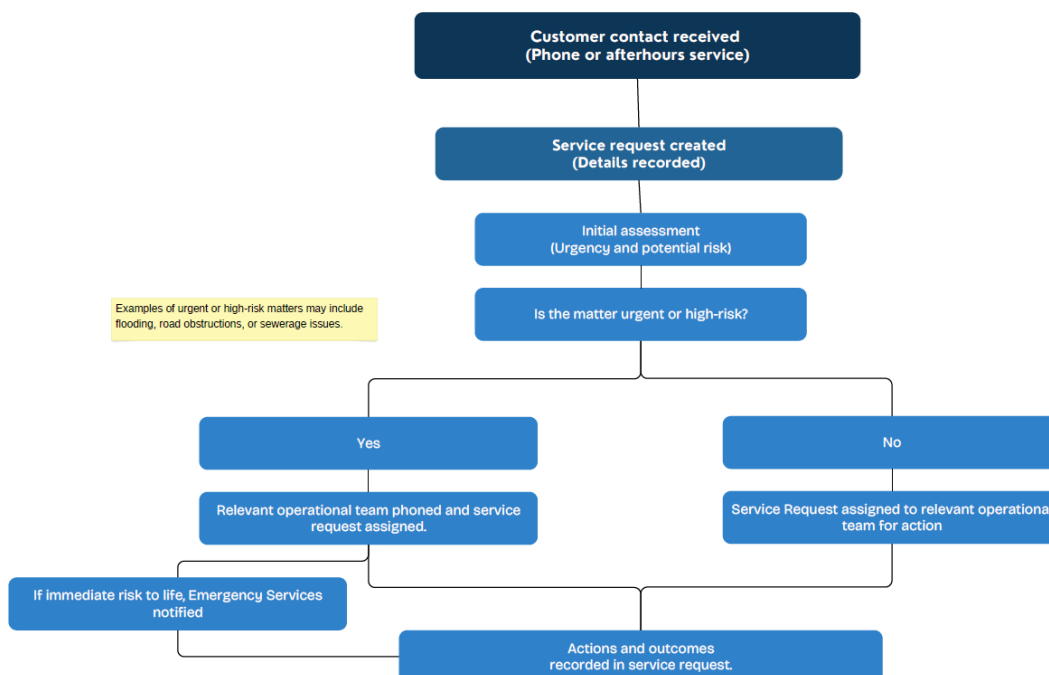 Customer contact received
(Phone or afterhours service)
Service request created
(Details recorded)
Initial assessment
(Urgency and potential risk)
Examples of urgent or high-risk matters may include
flooding, road obstructions, or sewerage issues.
Is the matter urgent or high-risk?
Yes
No
Relevant operational team phoned and service
request assigned.
Service Request assigned to relevant operationa
team for action
If immediate risk to life, Emergency Services
notified
Actions and outcomes
recorded in service request.